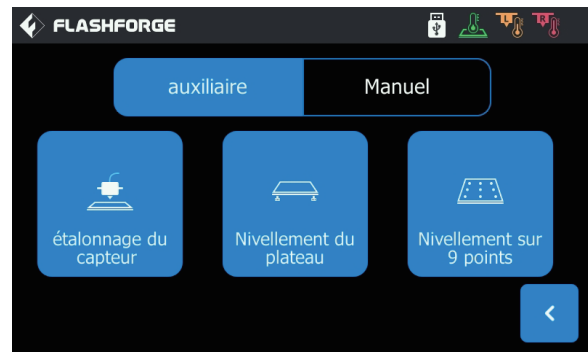 FLASHFORGE
L R
auxiliaire Manuel
étalonnage du
capteur
Nivellement du
plateau
Nivellement sur
9 points